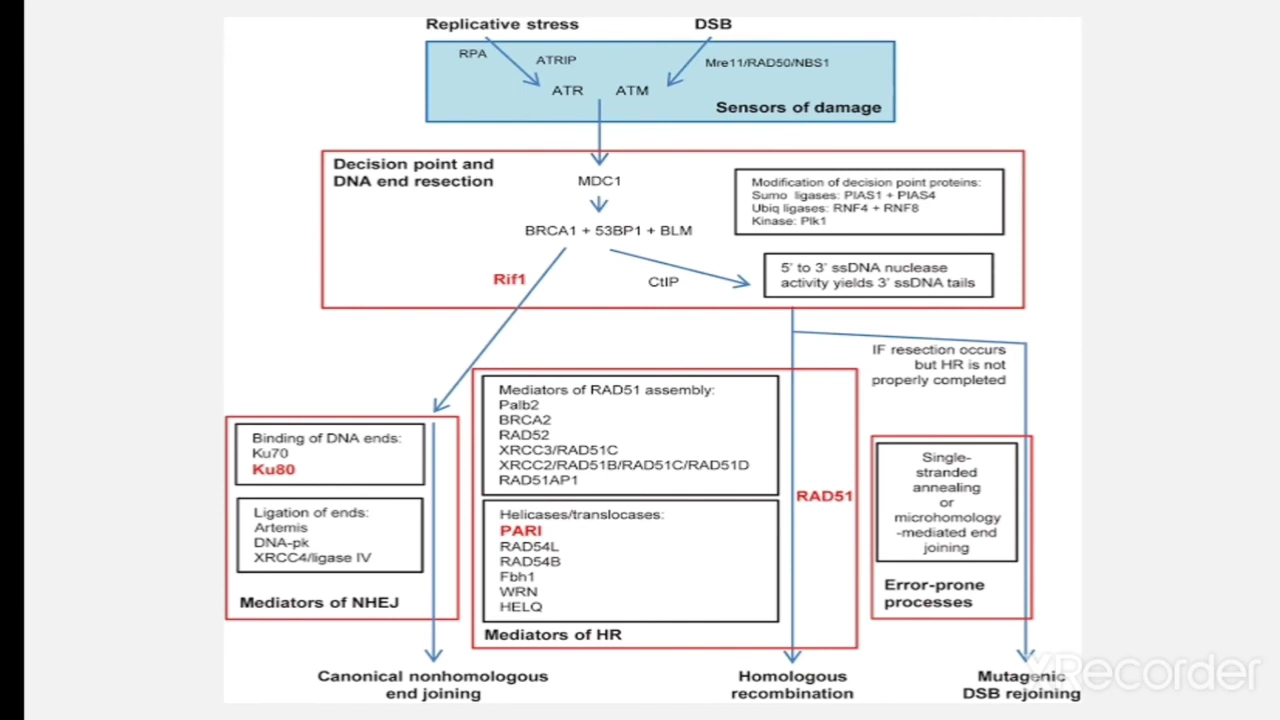 Replicative stress
DSB
RPA
ATRIP
Mre11/RAD50/NBS1
ATR
ATM
Sensors of damage
Decision point and
DNA end resection
MDC1
Modification of decision point proteins:
Sumo ligases: PIAS1 + PIAS4
Ubiq ligases: RNF4 + RNF8
Kinase: Plk1
BRCA1 + 53BP1 + BLM
Rif1
CtIP
5' to 3' ssDNA nuclease
activity yields 3' ssDNA tails
IF resection occurs
but HR is not
properly completed
Binding of DNA ends:
Ku70
Ku80
Ligation of ends:
Artemis
DNA-pk
XRCC4/ligase IV
Mediators of NHEJ
Mediators of RAD51 assembly:
Palb2
BRCA2
RAD52
XRCC3/RAD51C
XRCC2/RAD51B/RAD51C/RAD51D
RAD51AP1
Helicases/translocases:
PARI
RAD54L
RAD54B
Fbh1
WRN
HELQ
Mediators of HR
RAD51
Single-
stranded
annealing
or
microhomology
-mediated end
joining
Error-prone
processes
Canonical nonhomologous
end joining
Homologous
recombination
Mutagenic
DSB rejoining
XRecorder